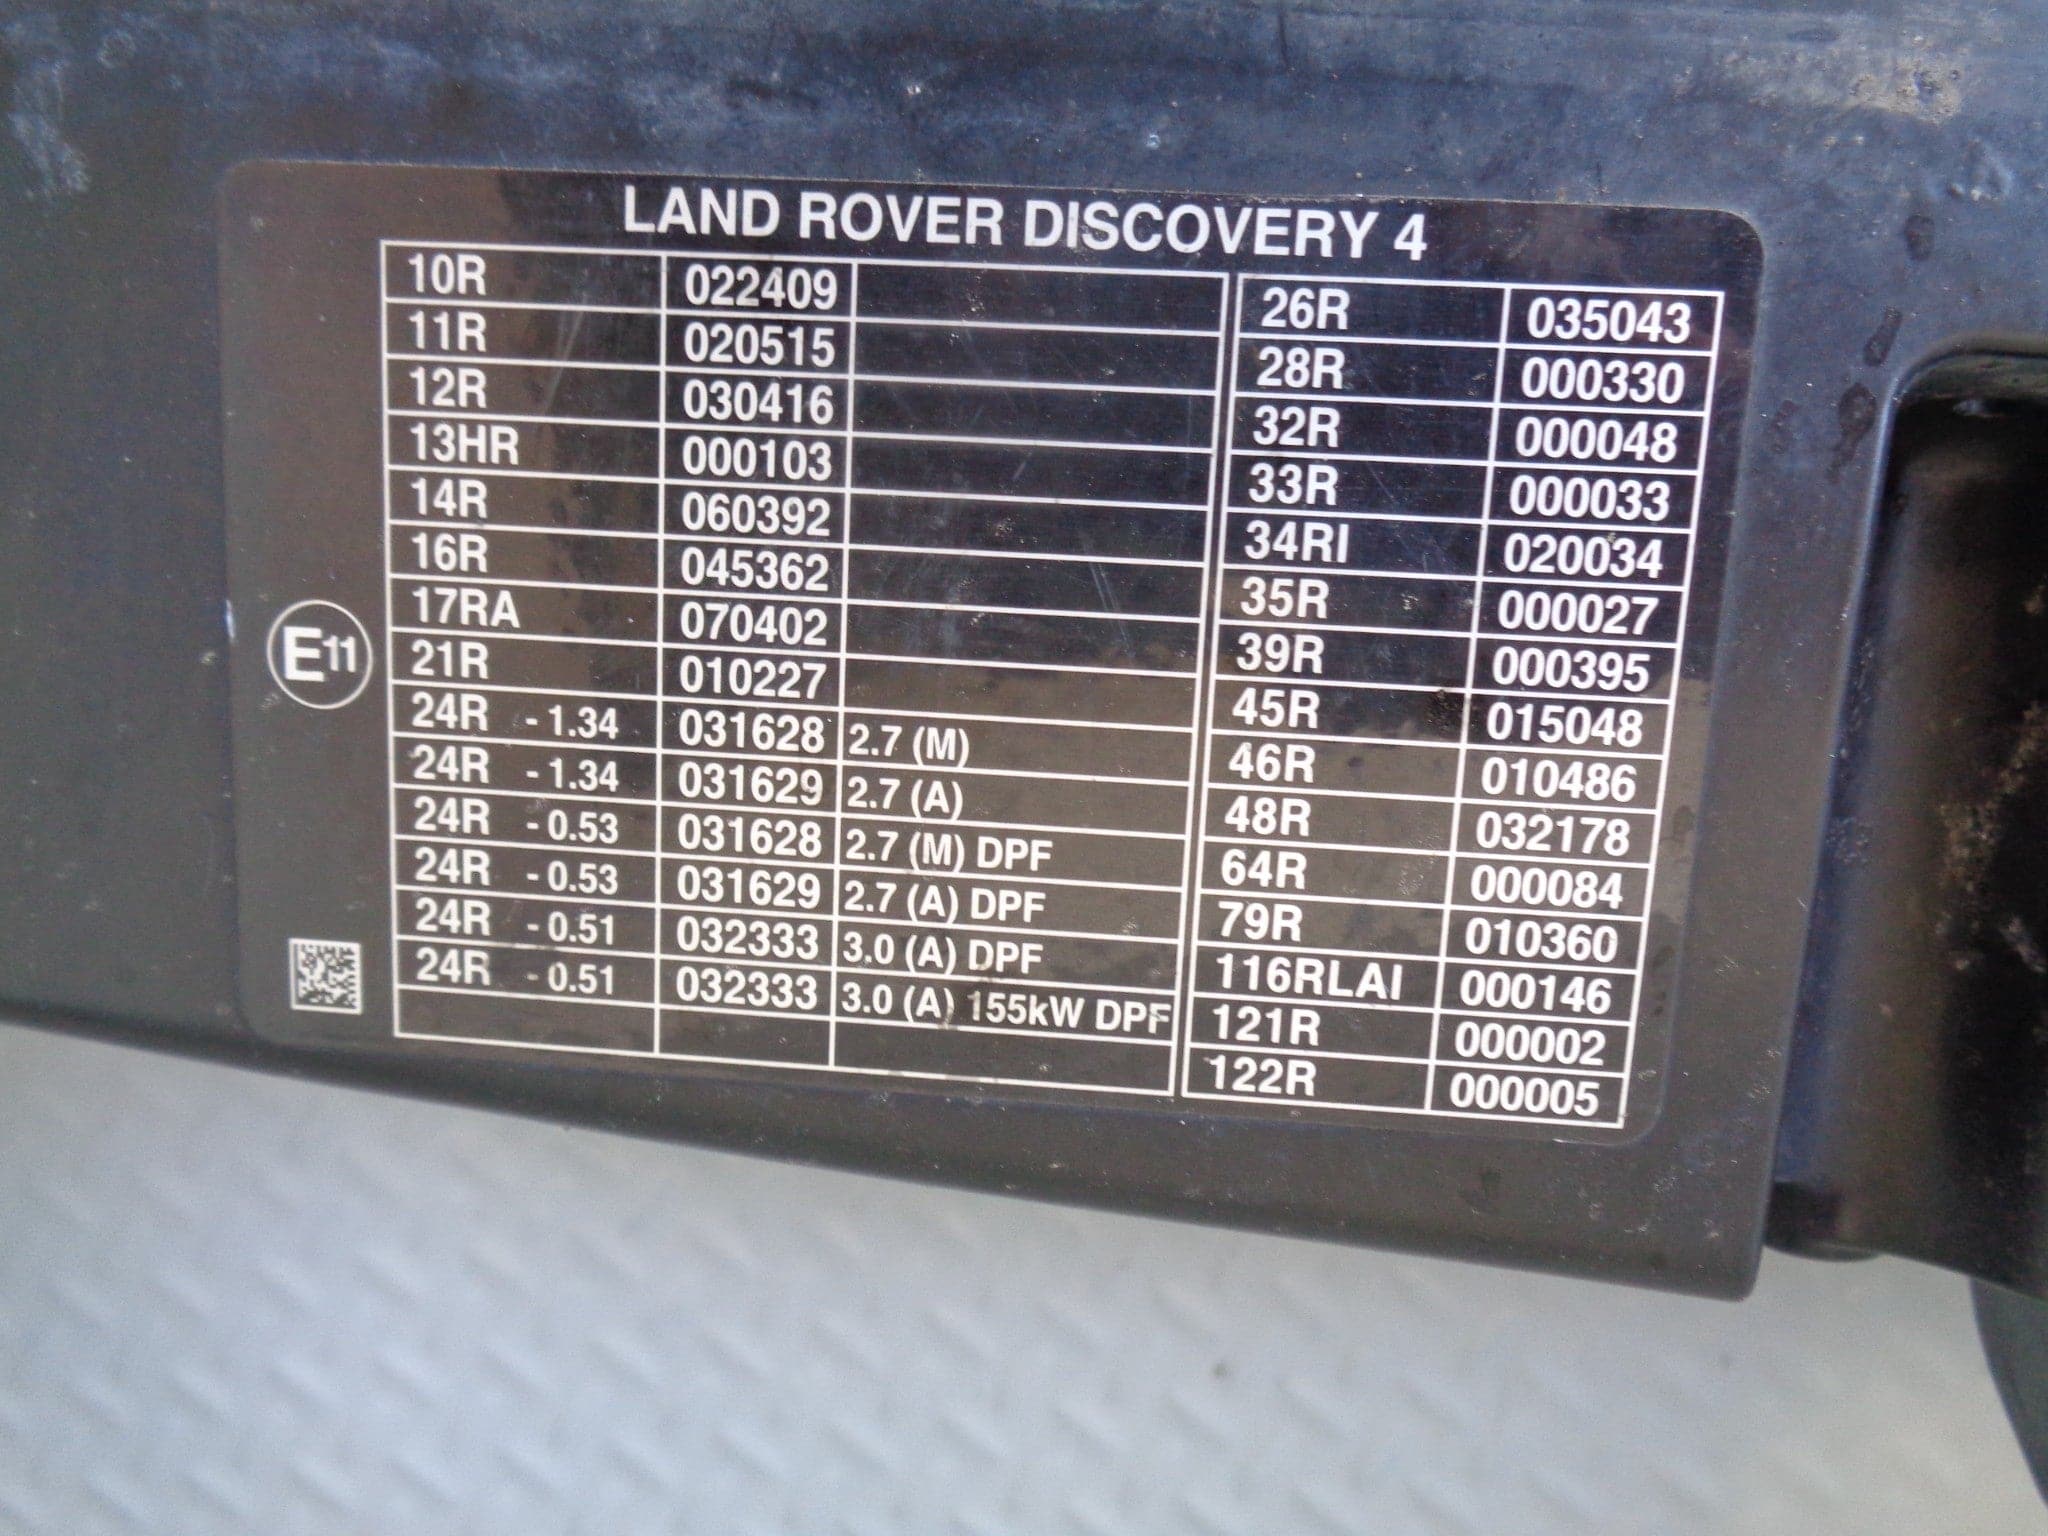 LAND ROVER DISCOVERY 4
10R 022409
11R 020515
12R 030416
13HR 000103
14R 060392
16R 045362
17RA 070402
21R 010227
24R - 1.34 031628 2.7 (M)
24R - 1.34 031629 2.7 (A)
24R - 0.53 031628 2.7 (M) DPF
24R - 0.53 031629 2.7 (A) DPF
24R - 0.51 032333 3.0 (A) DPF
24R - 0.51 032333 3.0 (A) 155kW DPF
26R 035043
28R 000330
32R 000048
33R 000033
34RI 020034
35R 000027
39R 000395
45R 015048
46R 010486
48R 032178
64R 000084
79R 010360
116RLAI 000146
121R 000002
122R 000005
E11